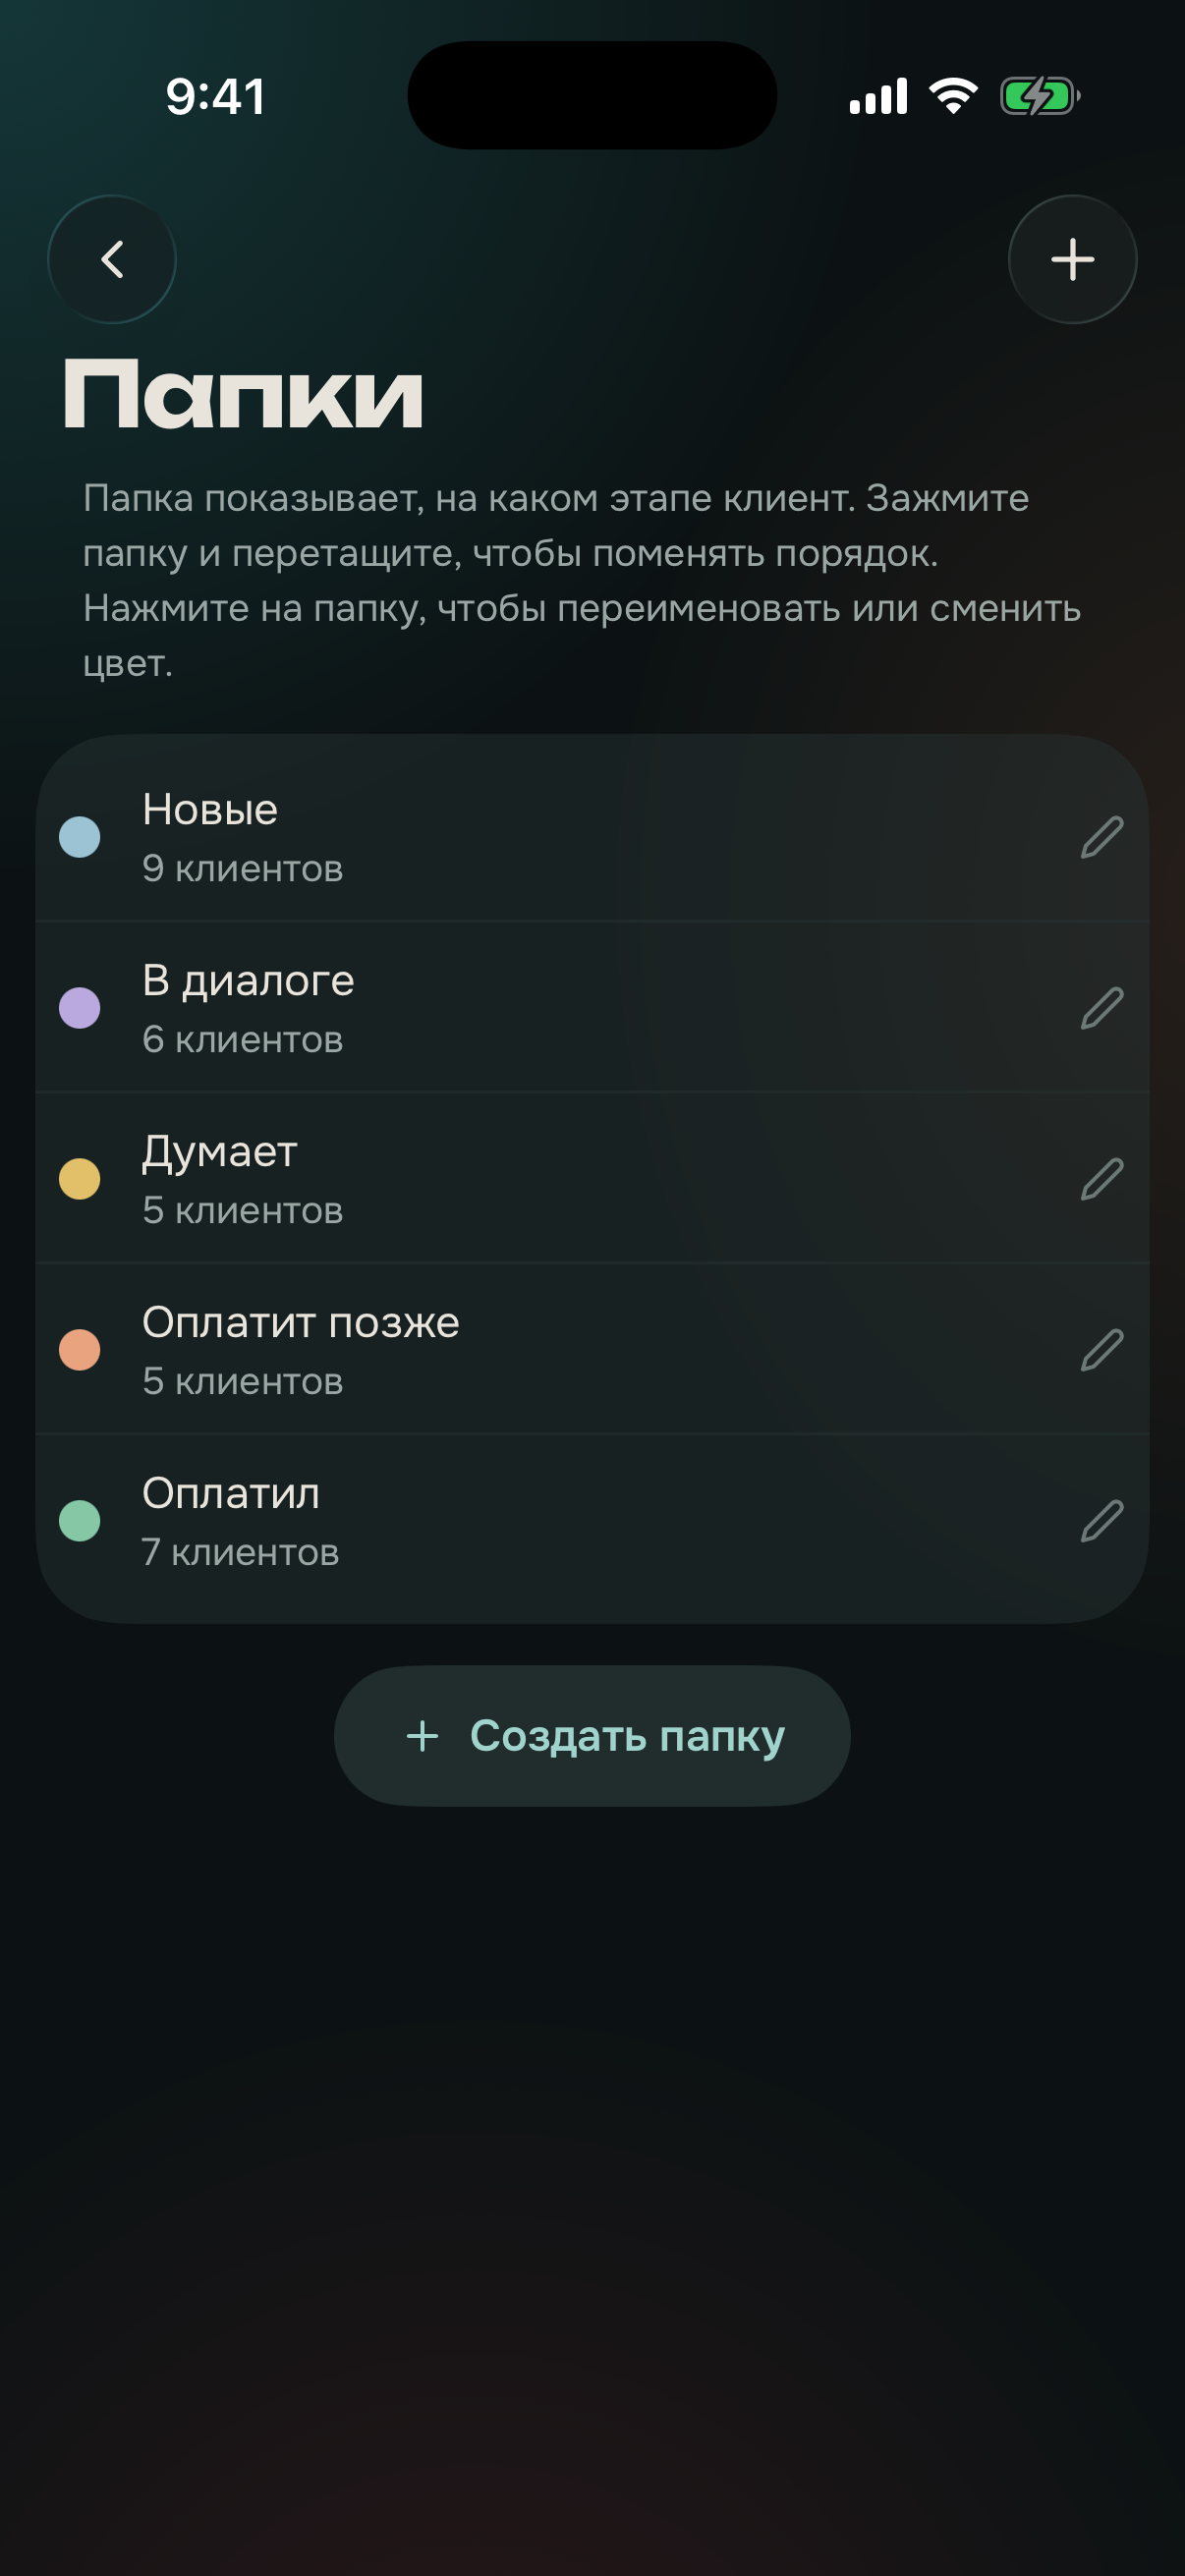 9:41
Папки
Папка показывает, на каком этапе клиент. Зажмите
папку и перетащите, чтобы поменять порядок.
Нажмите на папку, чтобы переименовать или сменить
цвет.
Новые
9 клиентов
В диалоге
6 клиентов
Думает
5 клиентов
Оплатит позже
5 клиентов
Оплатил
7 клиентов
Создать папку